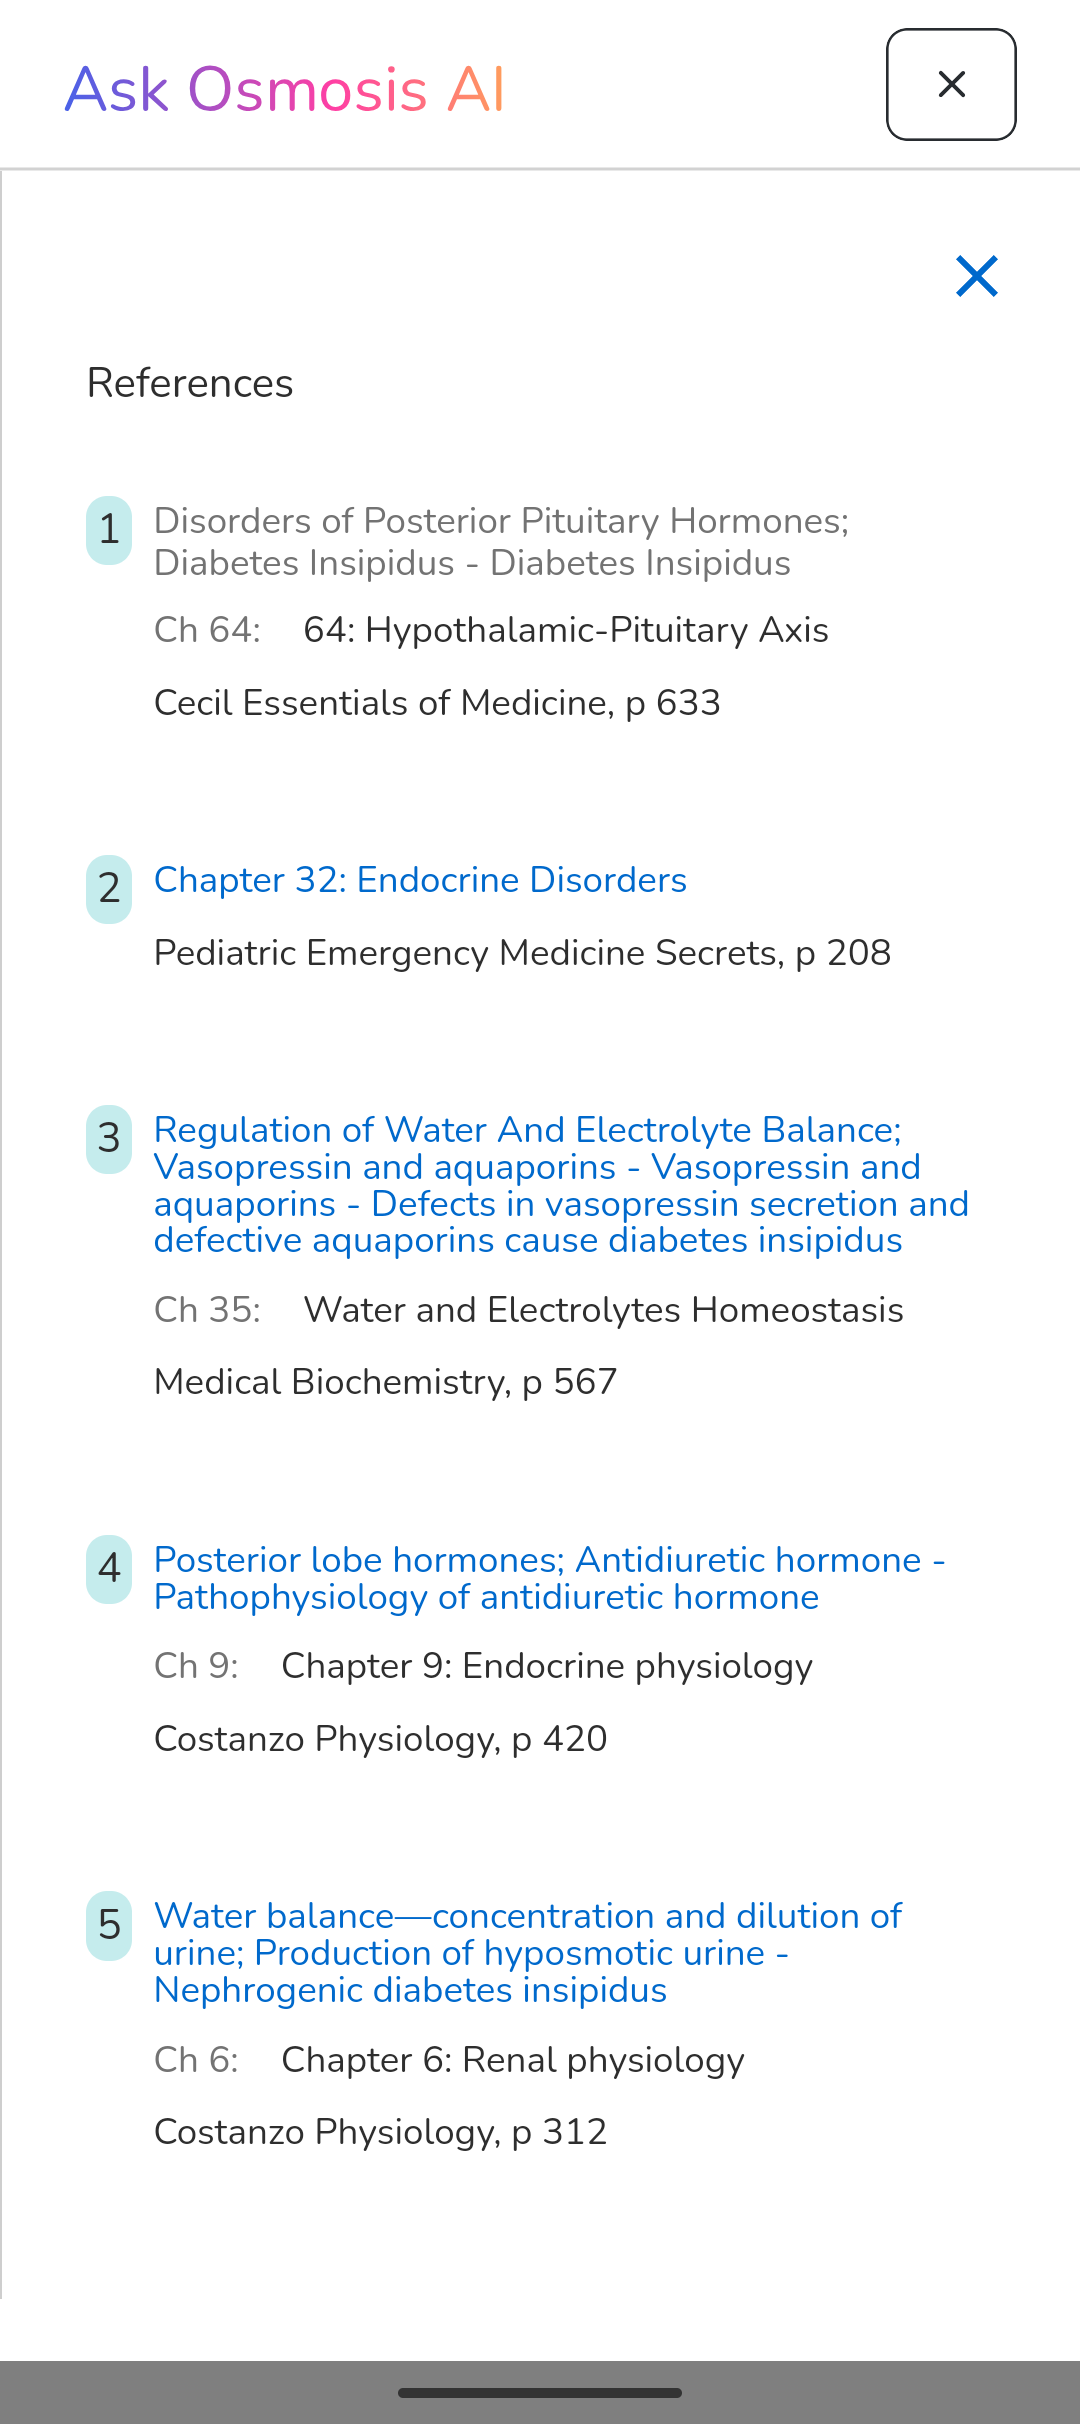 Ask Osmosis AI
References
1
Disorders of Posterior Pituitary Hormones;
Diabetes Insipidus - Diabetes Insipidus
Ch 64: 64: Hypothalamic-Pituitary Axis
Cecil Essentials of Medicine, p 633
2
Chapter 32: Endocrine Disorders
Pediatric Emergency Medicine Secrets, p 208
3
Regulation of Water And Electrolyte Balance;
Vasopressin and aquaporins - Vasopressin and
aquaporins - Defects in vasopressin secretion and
defective aquaporins cause diabetes insipidus
Ch 35: Water and Electrolytes Homeostasis
Medical Biochemistry, p 567
4
Posterior lobe hormones; Antidiuretic hormone -
Pathophysiology of antidiuretic hormone
Ch 9: Chapter 9: Endocrine physiology
Costanzo Physiology, p 420
5
Water balance—concentration and dilution of
urine; Production of hyposmotic urine -
Nephrogenic diabetes insipidus
Ch 6: Chapter 6: Renal physiology
Costanzo Physiology, p 312